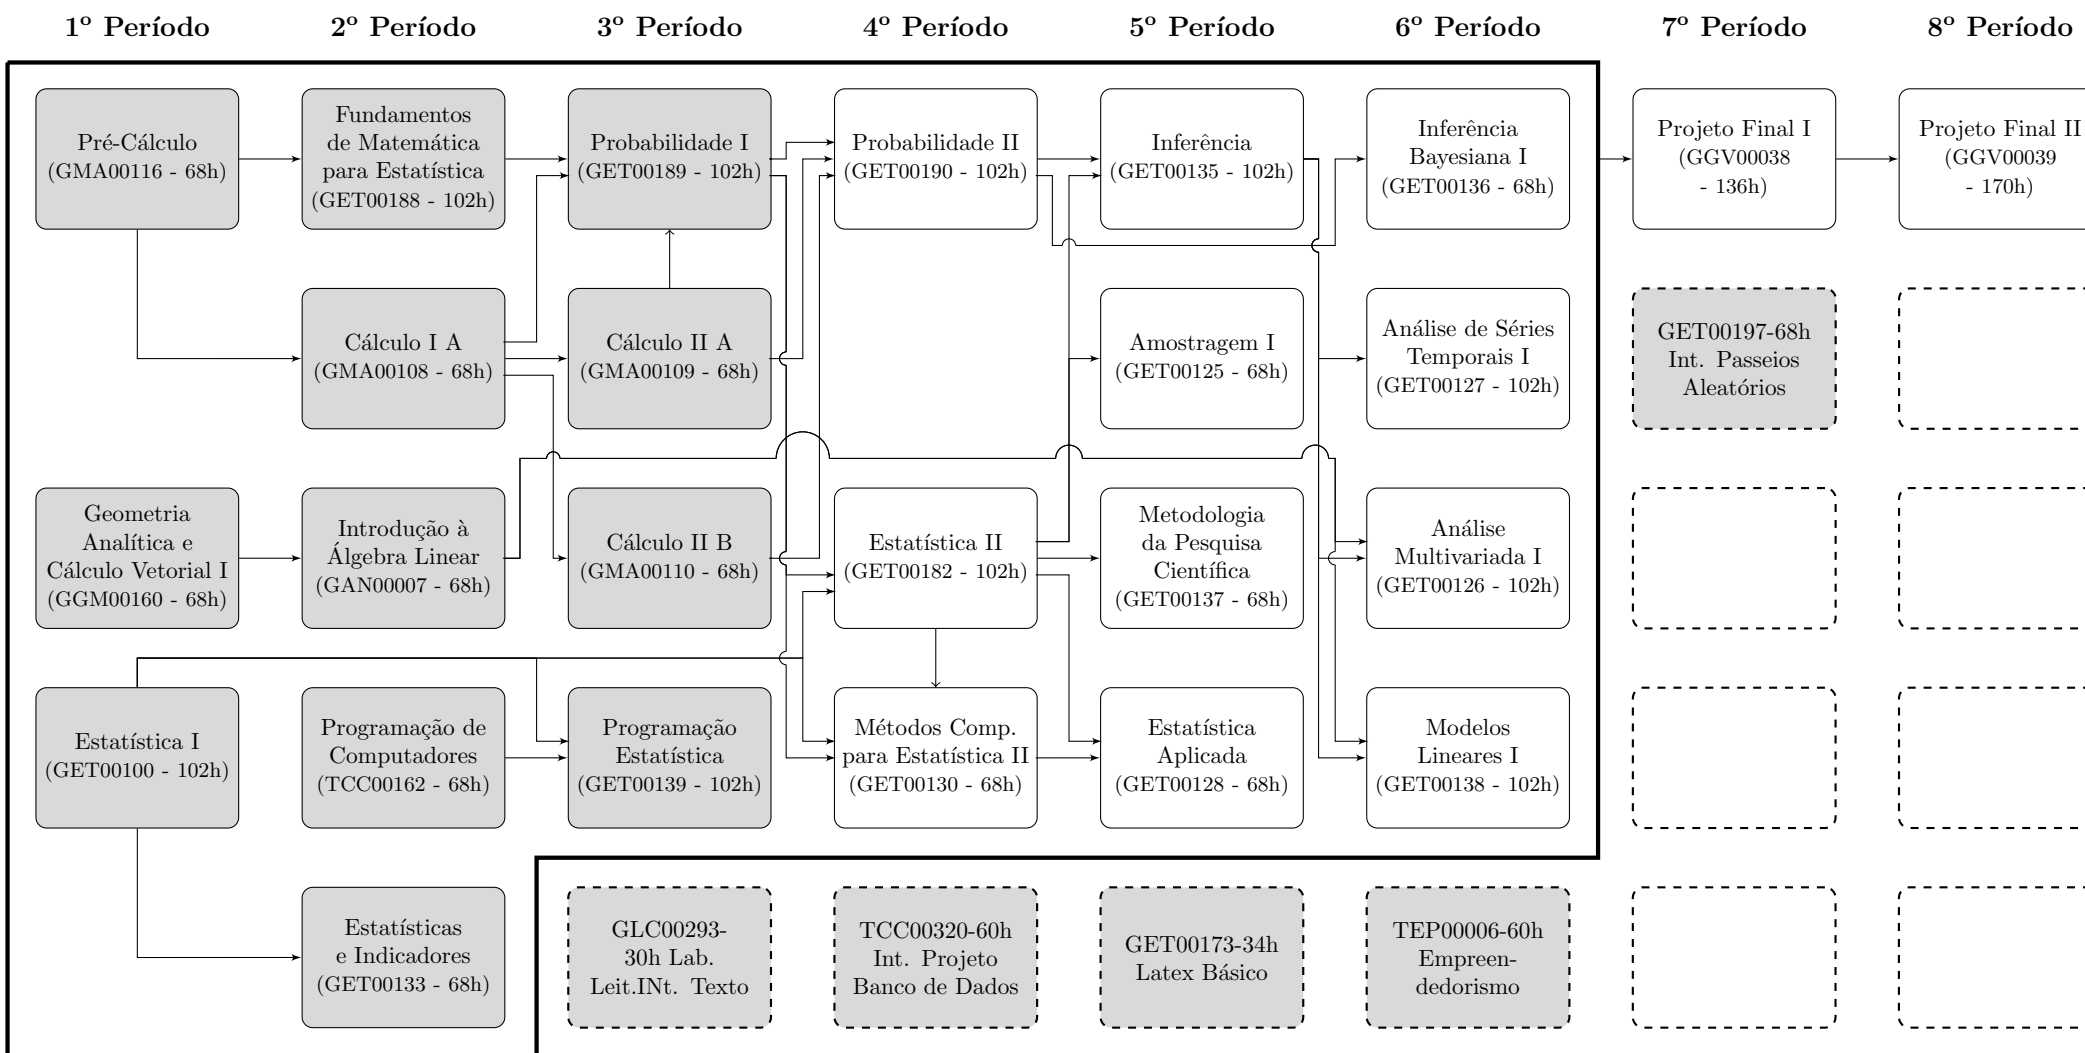 1º Período
2º Período
3º Período
4º Período
5º Período
6º Período
7º Período
8º Período
Pré-Cálculo
(GMA00116 - 68h)
Fundamentos
de Matemática
para Estatística
(GET00188 - 102h)
Probabilidade I
(GET00189 - 102h)
Probabilidade II
(GET00190 - 102h)
Inferência
(GET00135 - 102h)
Inferência
Bayesiana I
(GET00136 - 68h)
Projeto Final I
(GGV00038
- 136h)
Projeto Final II
(GGV00039
- 170h)
Cálculo I A
(GMA00108 - 68h)
Cálculo II A
(GMA00109 - 68h)
Amostragem I
(GET00125 - 68h)
Análise de Séries
Temporais I
(GET00127 - 102h)
GET00197-68h
Int. Passeios
Aleatórios
Geometria
Analítica e
Cálculo Vetorial I
(GGM00160 - 68h)
Introdução à
Álgebra Linear
(GAN00007 - 68h)
Cálculo II B
(GMA00110 - 68h)
Estatística II
(GET00182 - 102h)
Metodologia
da Pesquisa
Científica
(GET00137 - 68h)
Análise
Multivariada I
(GET00126 - 102h)
Estatística I
(GET00100 - 102h)
Programação de
Computadores
(TCC00162 - 68h)
Programação
Estatística
(GET00139 - 102h)
Métodos Comp.
para Estatística II
(GET00130 - 68h)
Estatística
Aplicada
(GET00128 - 68h)
Modelos
Lineares I
(GET00138 - 102h)
Estatísticas
e Indicadores
(GET00133 - 68h)
GLC00293-
30h Lab.
Leit.INt. Texto
TCC00320-60h
Int. Projeto
Banco de Dados
GET00173-34h
Latex Básico
TEP00006-60h
Empreen-
dedorismo